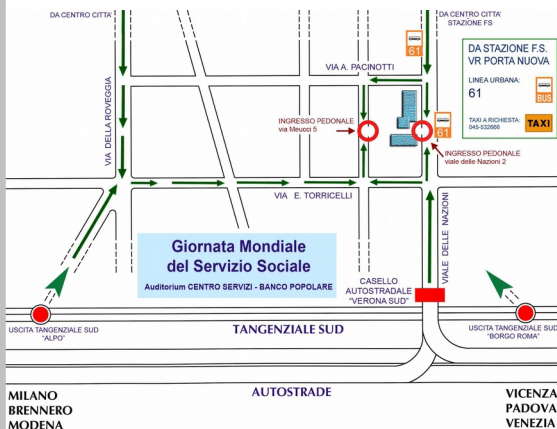 DA CENTRO CITTA'
DA CENTRO CITTA'
STAZIONE FS
61
VIA A. PACINOTTI
DA STAZIONE F.S.
VR PORTA NUOVA
LINEA URBANA:
61
BUS
TAXI A RICHIESTA:
045-532666
TAXI
VIA DELLA ROVEGGIA
INGRESSO PEDONALE
via Meucci 5
61
INGRESSO PEDONALE
viale delle Nazioni 2
VIA E. TORRICELLI
VIALE DELLE NAZIONI
Giornata Mondiale
del Servizio Sociale
Auditorium CENTRO SERVIZI - BANCO POPOLARE
CASELLO
AUTOSTRADALE
"VERONA SUD"
USCITA TANGENZIALE SUD
"ALPO"
TANGENZIALE SUD
USCITA TANGENZIALE SUD
"BORGO ROMA"
MILANO
BRENNERO
MODENA
AUTOSTRADE
VICENZA
PADOVA
VENEZIA